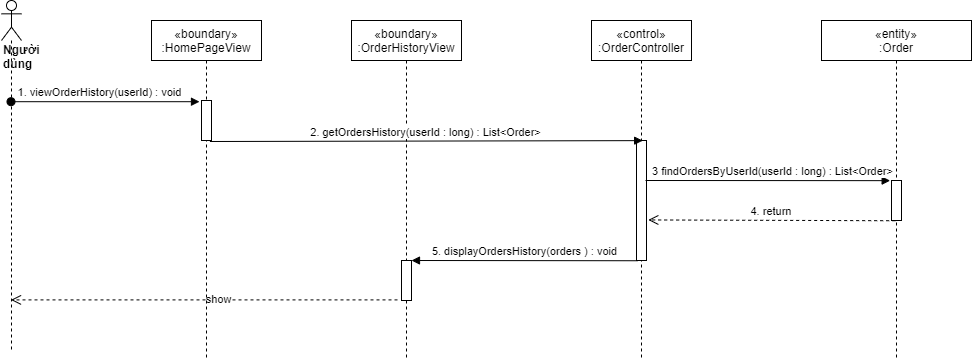 Người
dùng
«boundary»
:HomePageView
«boundary»
:OrderHistoryView
«control»
:OrderController
«entity»
:Order
1. viewOrderHistory(userId) : void
2. getOrdersHistory(userId : long) : List<Order>
3 findOrdersByUserId(userId : long) : List<Order>
4. return
5. displayOrdersHistory(orders ) : void
show